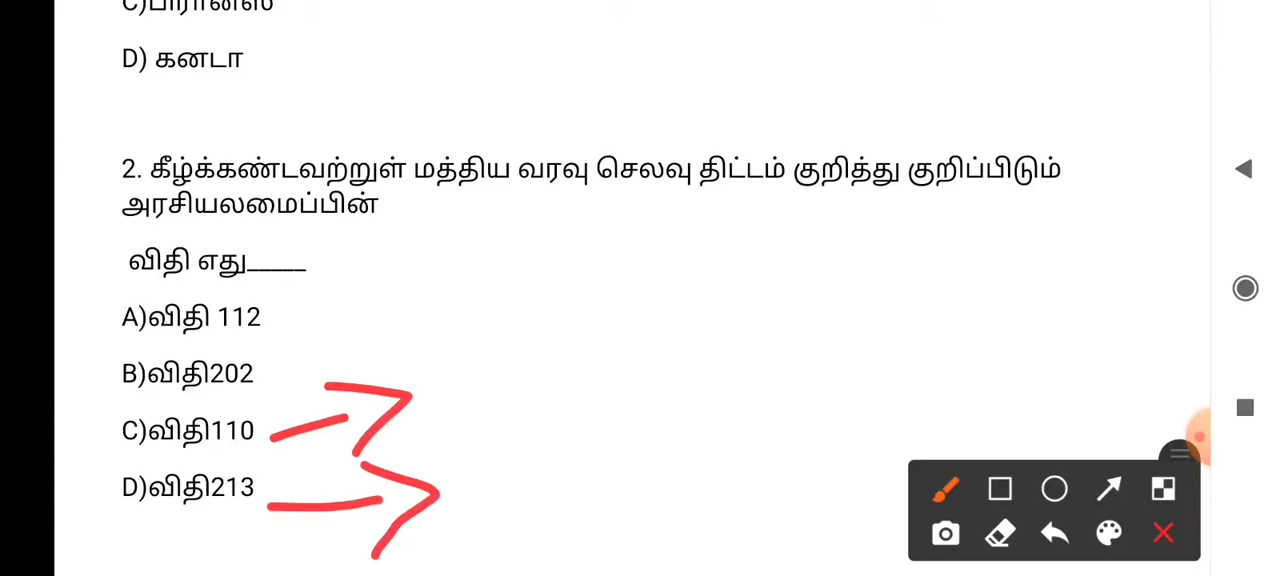 C)பிரான்ஸ்
D) கனடா
2. கீழ்க்கண்டவற்றுள் மத்திய வரவு செலவு திட்டம் குறித்து குறிப்பிடும்
அரசியலமைப்பின்
விதி எது_____
A)விதி 112
B)விதி202
C)விதி110
D)விதி213